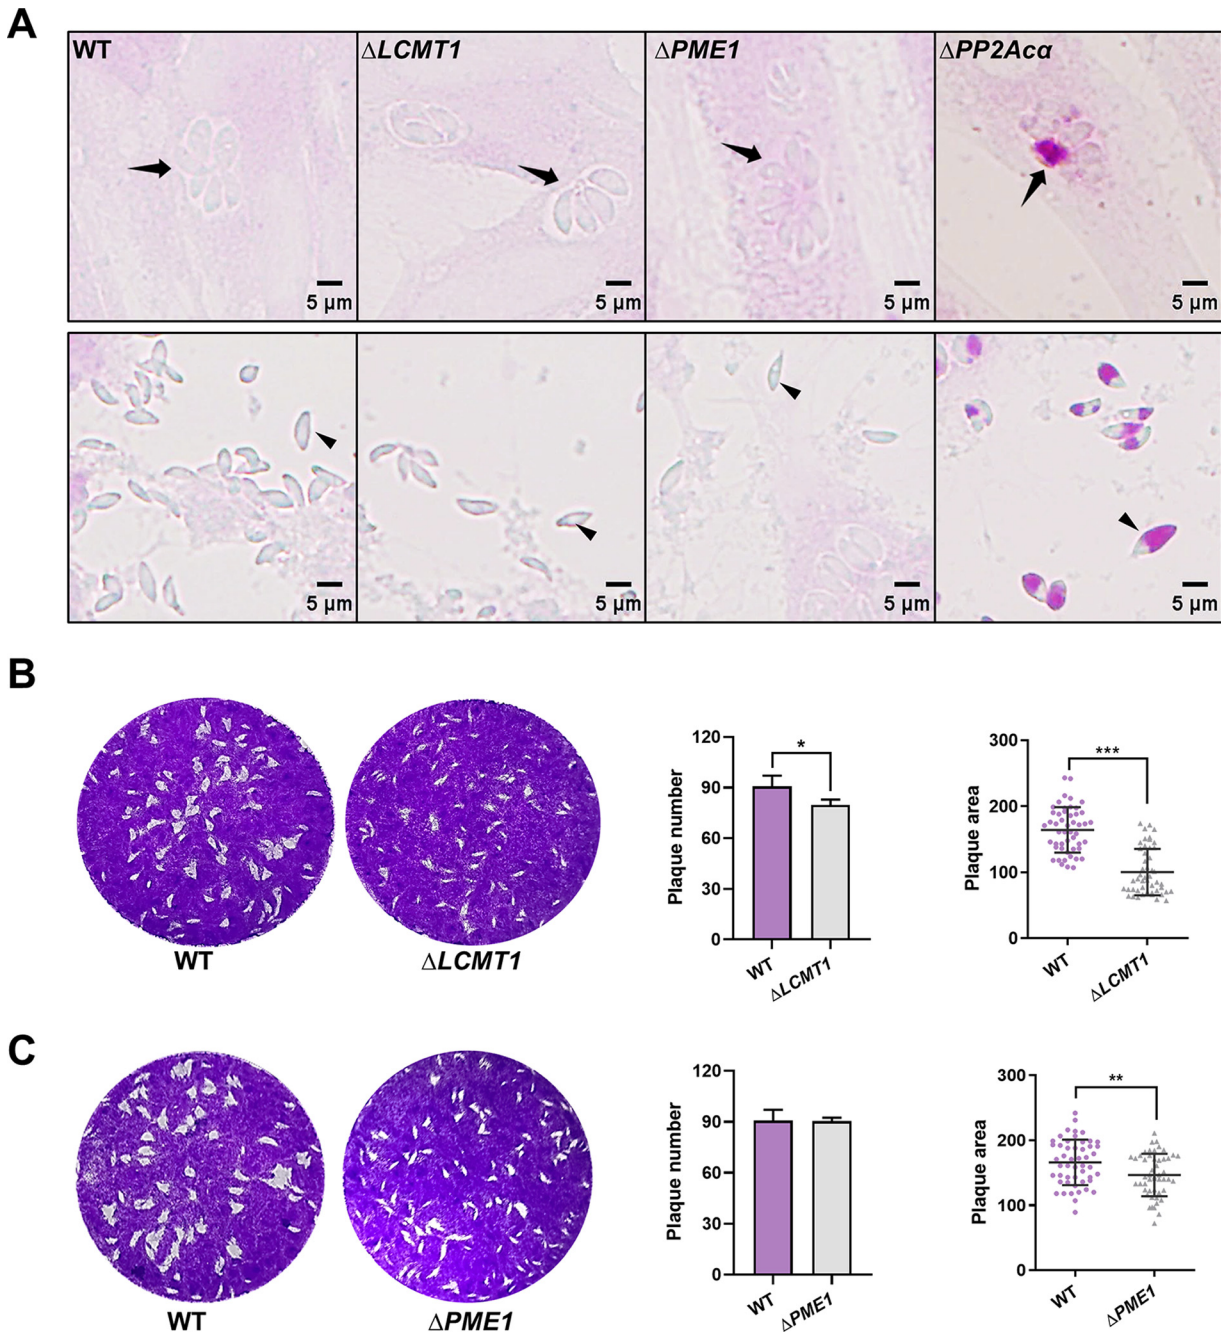 A
WT
ΔLCMT1
ΔPME1
ΔPP2Acα
5 µm
5 µm
5 µm
5 µm
5 µm
5 µm
5 µm
5 µm
B
WT
ΔLCMT1
Plaque number
120
90
60
30
0
*
WT
ΔLCMT1
Plaque area
300
200
100
0
***
WT
ΔLCMT1
C
WT
ΔPME1
Plaque number
120
90
60
30
0
WT
ΔPME1
Plaque area
300
200
100
0
**
WT
ΔPME1